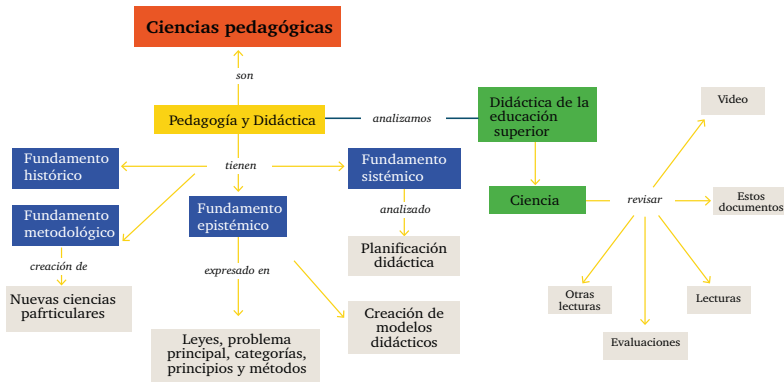 Ciencias pedagógicas
son
Pedagogía y Didáctica
analizamos
Didáctica de la
educación
superior
Video
Fundamento
histórico
tienen
Fundamento
sistémico
Ciencia
revisar
Estos
documentos
Fundamento
metodológico
Fundamento
epistémico
analizado
Planificación
didáctica
creación de
expresado en
Nuevas ciencias
pafrticulares
Creación de
modelos
didácticos
Otras
lecturas
Lecturas
Leyes, problema
principal, categorías,
principios y métodos
Evaluaciones